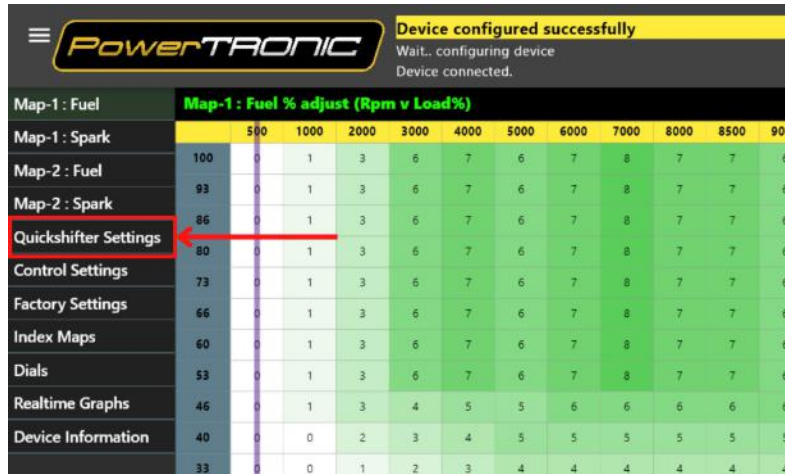 PowerTRONIC
Device configured successfully
Wait.. configuring device
Device connected.
Map-1 : Fuel
Map-1 : Spark
Map-2 : Fuel
Map-2 : Spark
Quickshifter Settings
Control Settings
Factory Settings
Index Maps
Dials
Realtime Graphs
Device Information
Map-1 : Fuel % adjust (Rpm v Load%)
500 1000 2000 3000 4000 5000 6000 7000 8000 8500
100 0 1 3 6 7 6 7 8 7 7
93 0 1 3 6 7 6 7 8 7 7
86 0 1 3 6 7 6 7 8 7 7
80 0 1 3 6 7 6 7 8 7 7
73 0 1 3 6 7 6 7 8 7 7
66 0 1 3 6 7 6 7 8 7 7
60 0 1 3 6 7 6 7 8 7 7
53 0 1 3 6 7 6 7 8 7 7
46 0 1 3 4 5 5 6 6 6 6
40 0 0 2 3 4 5 5 5 5 5
33 0 0 1 2 3 4 4 4 4 4